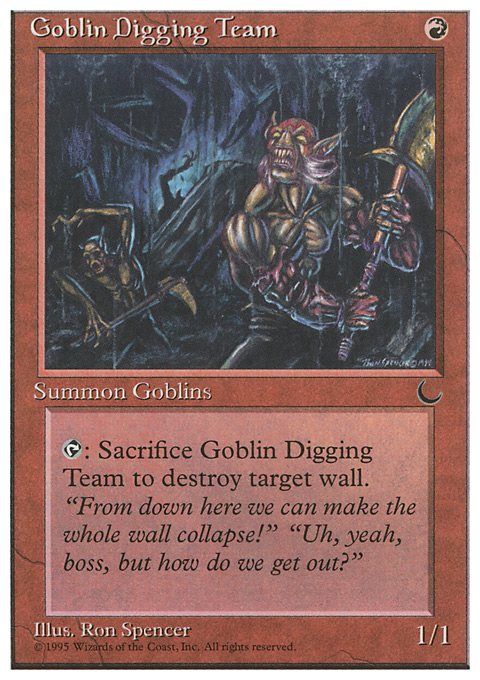 Goblin Digging Team
Ron Spencer
Summon Goblins
: Sacrifice Goblin Digging
Team to destroy target wall.
“From down here we can make the
whole wall collapse!” “Uh, yeah,
boss, but how do we get out?”
Illus. Ron Spencer
1/1
© 1995 Wizards of the Coast, Inc. All rights reserved.